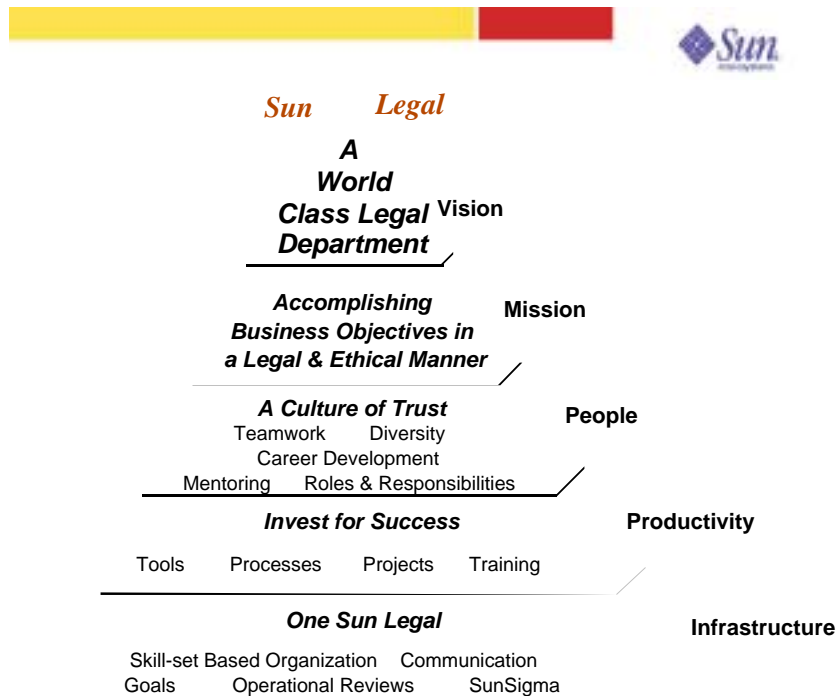 Sun
Sun Legal
A
World
Class Legal
Department
Vision
Accomplishing
Business Objectives in
a Legal & Ethical Manner
Mission
A Culture of Trust
People
Teamwork Diversity
Career Development
Mentoring Roles & Responsibilities
Invest for Success
Productivity
Tools Processes Projects Training
One Sun Legal
Infrastructure
Skill-set Based Organization Communication
Goals Operational Reviews SunSigma